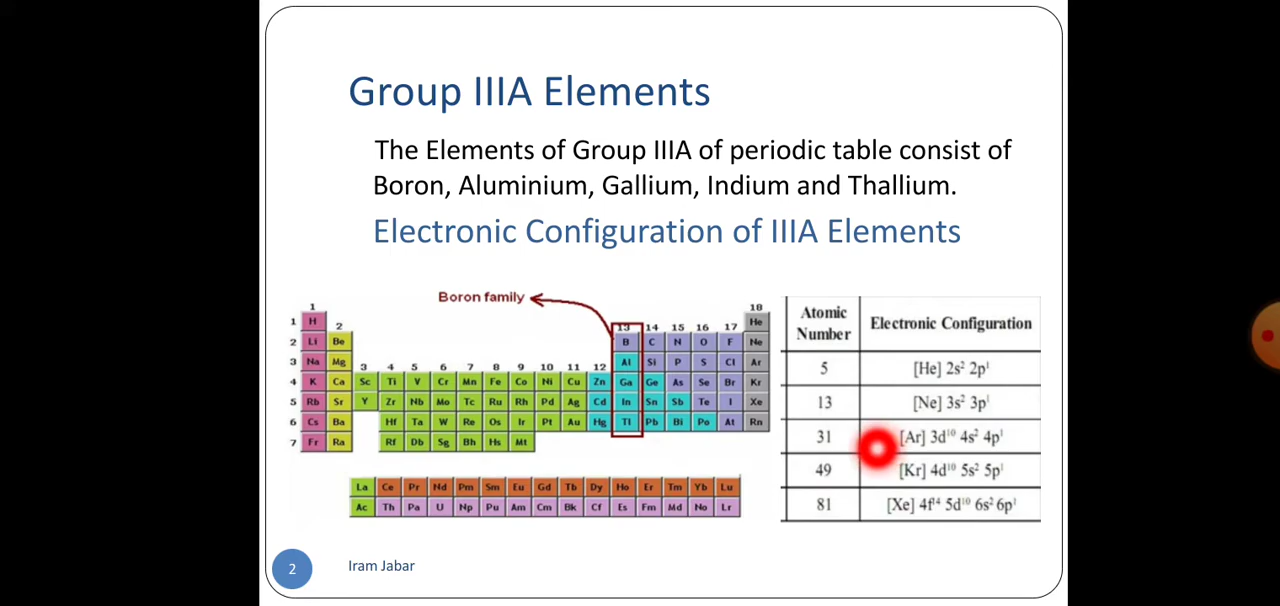 Group IIIA Elements
The Elements of Group IIIA of periodic table consist of
Boron, Aluminium, Gallium, Indium and Thallium.
Electronic Configuration of IIIA Elements
Boron family
1 18
1 H 2 13 14 15 16 17 He
2 Li Be B C N O F Ne
3 Na Mg 3 4 5 6 7 8 9 10 11 12 Al Si P S Cl Ar
4 K Ca Sc Ti V Cr Mn Fe Co Ni Cu Zn Ga Ge As Se Br Kr
5 Rb Sr Y Zr Nb Mo Tc Ru Rh Pd Ag Cd In Sn Sb Te I Xe
6 Cs Ba Hf Ta W Re Os Ir Pt Au Hg Tl Pb Bi Po At Rn
7 Fr Ra Rf Db Sg Bh Hs Mt
La Ce Pr Nd Pm Sm Eu Gd Tb Dy Ho Er Tm Yb Lu
Ac Th Pa U Np Pu Am Cm Bk Cf Es Fm Md No Lr
Atomic
Number Electronic Configuration
5 [He] 2s² 2p¹
13 [Ne] 3s² 3p¹
31 [Ar] 3d¹⁰ 4s² 4p¹
49 [Kr] 4d¹⁰ 5s² 5p¹
81 [Xe] 4f¹⁴ 5d¹⁰ 6s² 6p¹
2 Iram Jabar